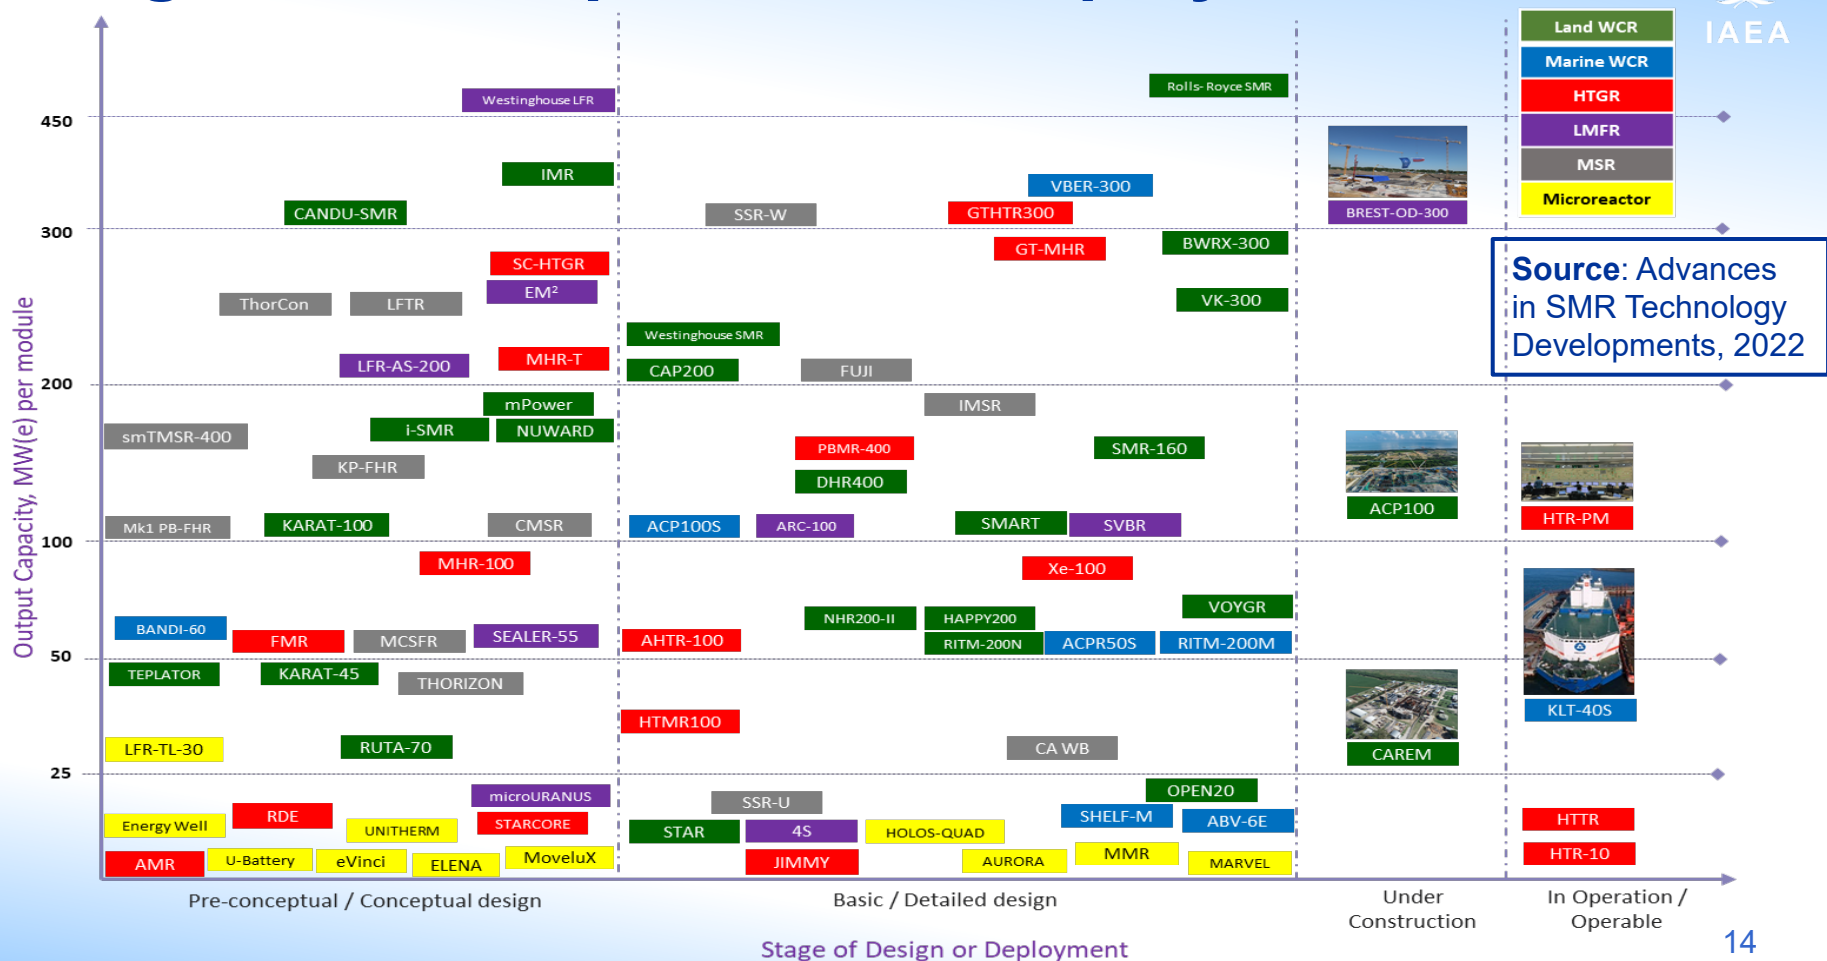 IAEA
Land WCR
Marine WCR
HTGR
LMFR
MSR
Microreactor
Source: Advances
in SMR Technology
Developments, 2022
Output Capacity, MW(e) per module
450
300
200
100
50
25
Westinghouse LFR
Rolls-Royce SMR
IMR
VBER-300
CANDU-SMR
SSR-W
GTHTR300
BREST-OD-300
GT-MHR
BWRX-300
SC-HTGR
EM²
ThorCon
LFTR
VK-300
Westinghouse SMR
LFR-AS-200
MHR-T
CAP200
FUJI
mPower
IMSR
smTMSR-400
i-SMR
NUWARD
PBMR-400
SMR-160
KP-FHR
DHR400
ACP100
HTR-PM
Mk1 PB-FHR
KARAT-100
CMSR
ACP100S
ARC-100
SMART
SVBR
MHR-100
Xe-100
VOYGR
NHR200-II
HAPPY200
BANDI-60
FMR
MCSFR
SEALER-55
AHTR-100
RITM-200N
ACPR50S
RITM-200M
TEPLATOR
KARAT-45
THORIZON
HTMR100
KLT-40S
LFR-TL-30
RUTA-70
CA WB
CAREM
microURANUS
OPEN20
SSR-U
Energy Well
RDE
UNITHERM
STARCORE
STAR
4S
HOLOS-QUAD
SHELF-M
ABV-6E
HTTR
AMR
U-Battery
eVinci
ELENA
MoveluX
JIMMY
AURORA
MMR
MARVEL
HTR-10
Pre-conceptual / Conceptual design
Basic / Detailed design
Under
Construction
In Operation /
Operable
Stage of Design or Deployment
14